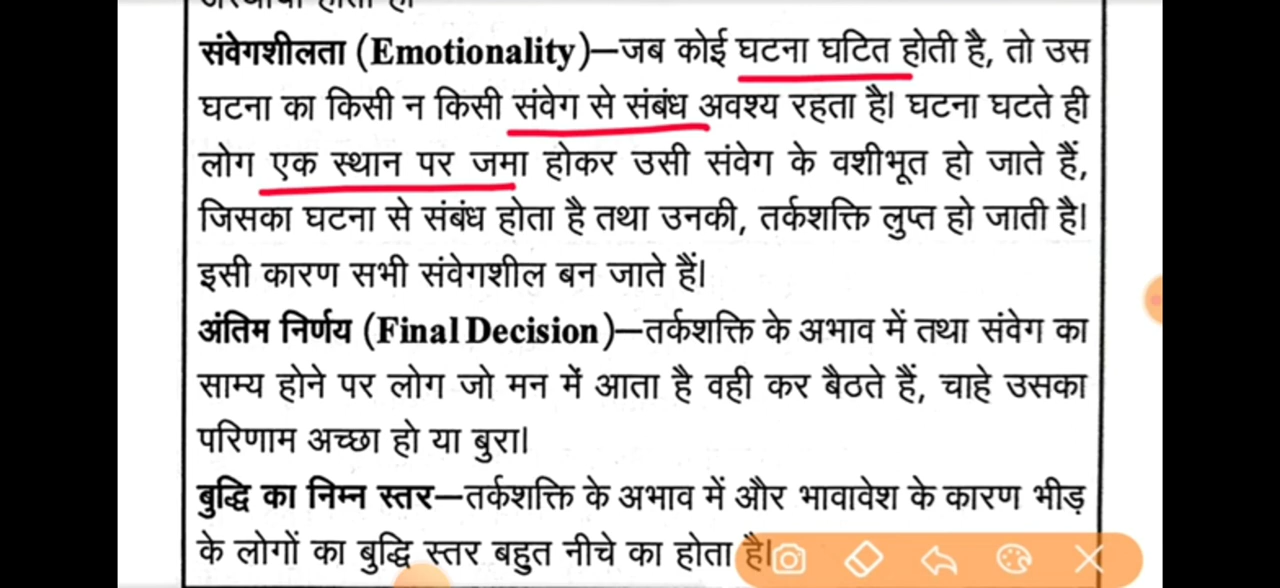 संवेगशीलता (Emotionality)—जब कोई घटना घटित होती है, तो उस
घटना का किसी न किसी संवेग से संबंध अवश्य रहता है। घटना घटते ही
लोग एक स्थान पर जमा होकर उसी संवेग के वशीभूत हो जाते हैं,
जिसका घटना से संबंध होता है तथा उनकी, तर्कशक्ति लुप्त हो जाती है।
इसी कारण सभी संवेगशील बन जाते हैं।
अंतिम निर्णय (Final Decision)—तर्कशक्ति के अभाव में तथा संवेग का
साम्य होने पर लोग जो मन में आता है वही कर बैठते हैं, चाहे उसका
परिणाम अच्छा हो या बुरा।
बुद्धि का निम्न स्तर—तर्कशक्ति के अभाव में और भावावेश के कारण भीड़
के लोगों का बुद्धि स्तर बहुत नीचे का होता है।